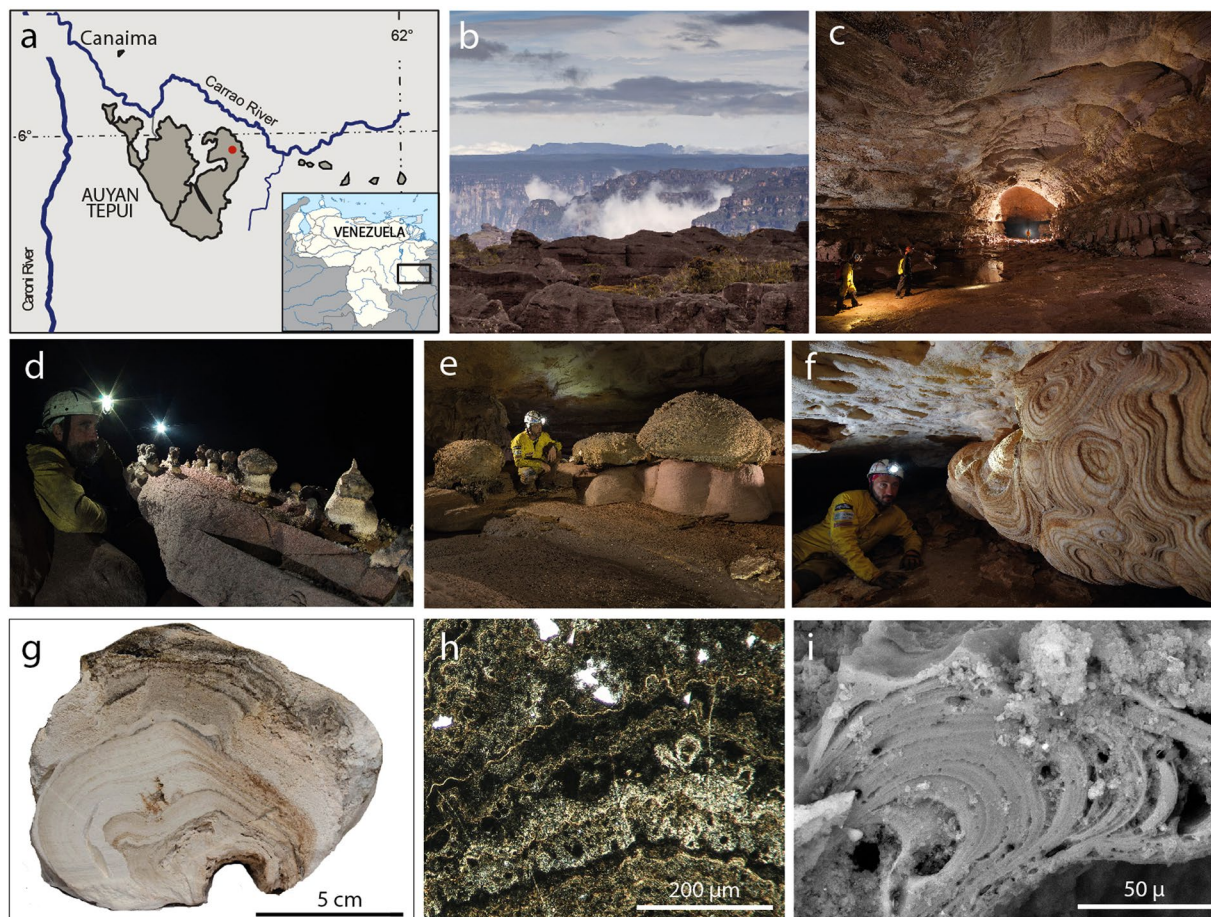 a
Canaima
62°
Carrao River
6°
AUYAN
TEPUI
Caroni River
VENEZUELA
b
c
d
e
f
g
5 cm
h
200 µm
i
50 µ